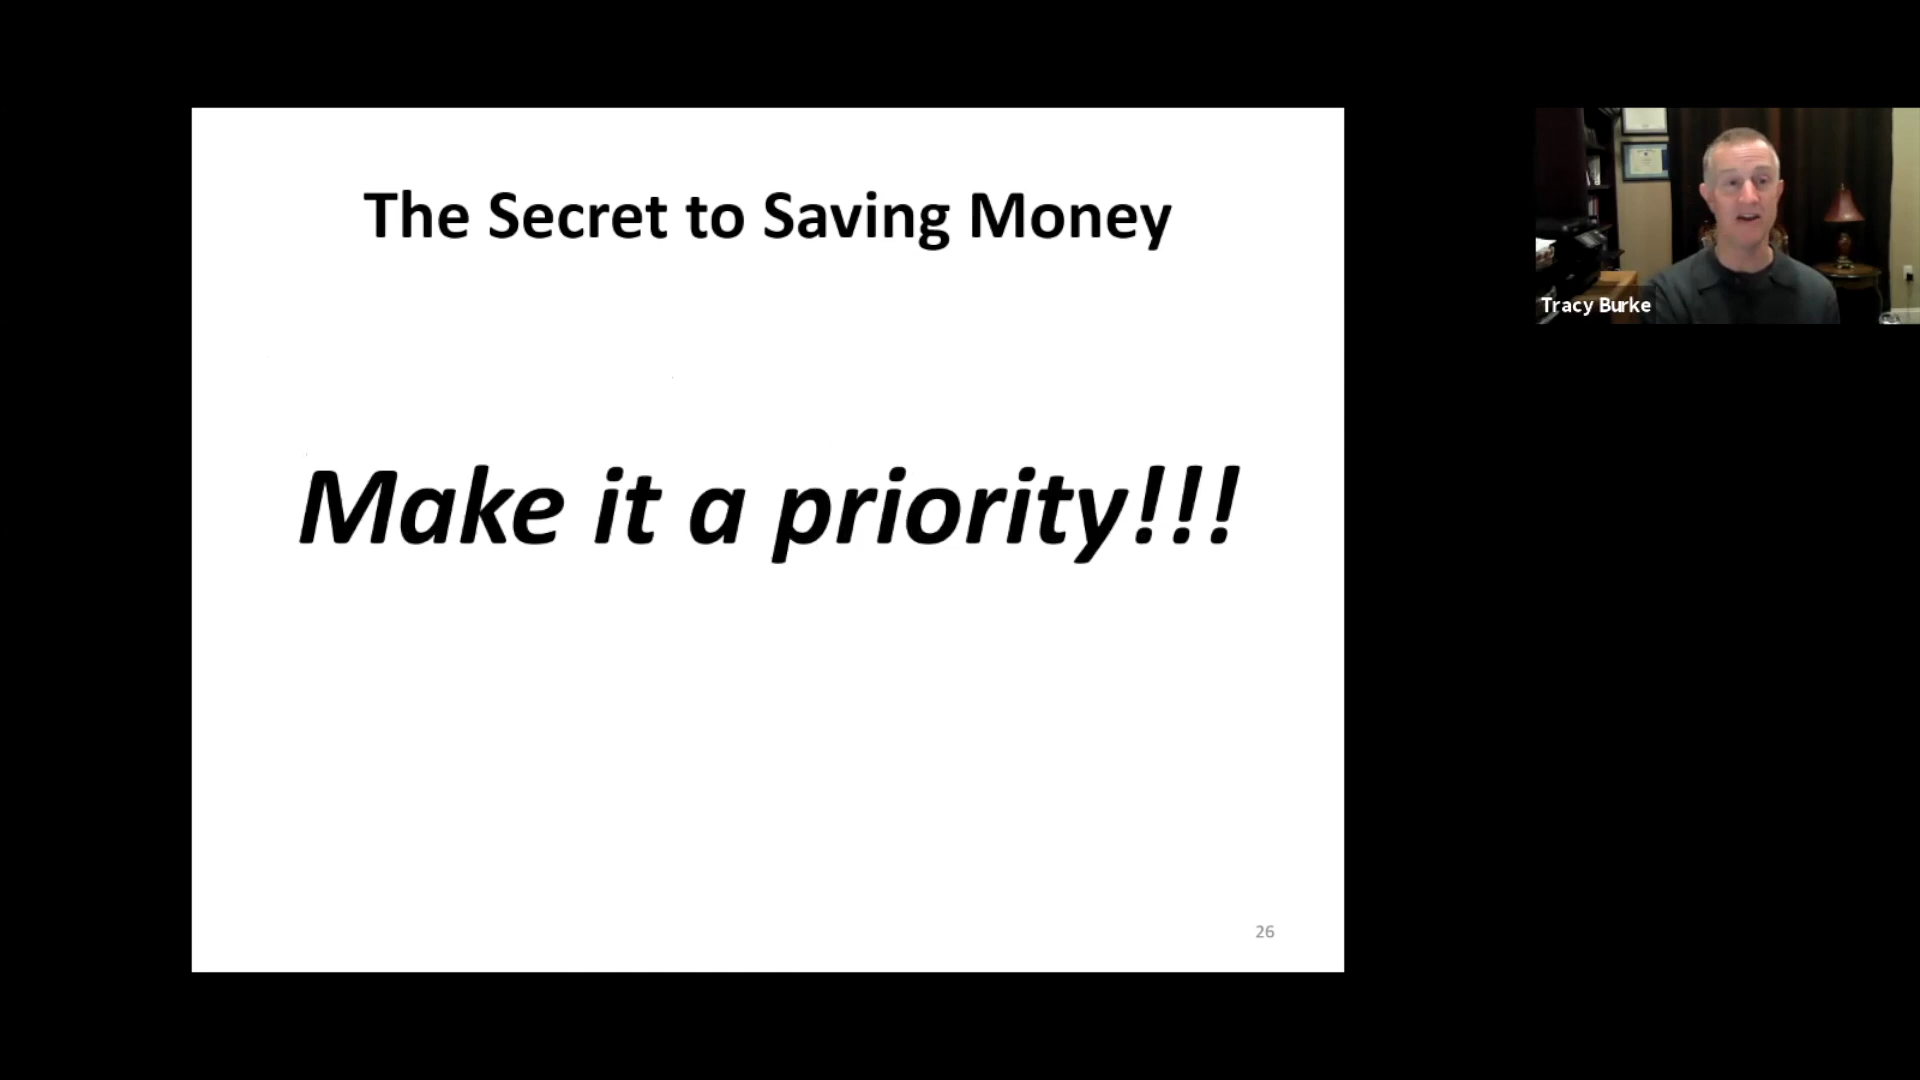 The Secret to Saving Money
Make it a priority!!!
26
Tracy Burke